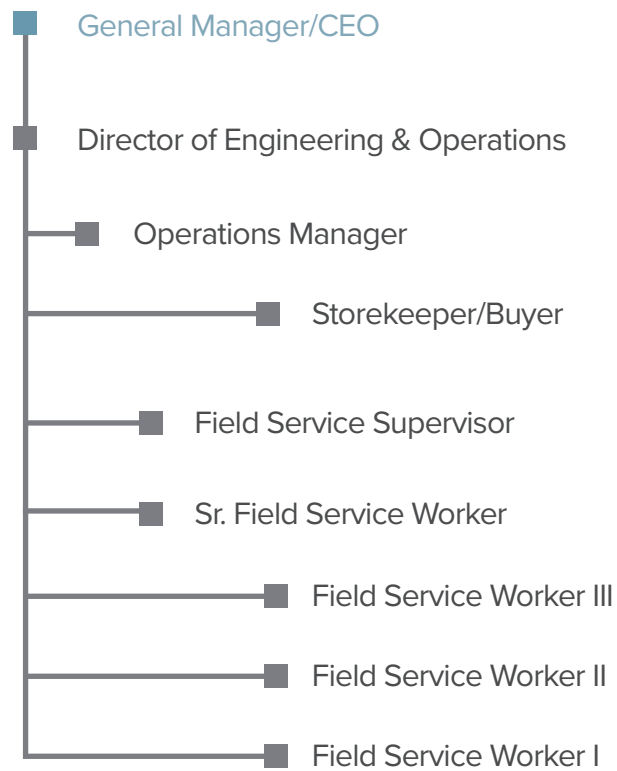 General Manager/CEO
Director of Engineering & Operations
Operations Manager
Storekeeper/Buyer
Field Service Supervisor
Sr. Field Service Worker
Field Service Worker III
Field Service Worker II
Field Service Worker I